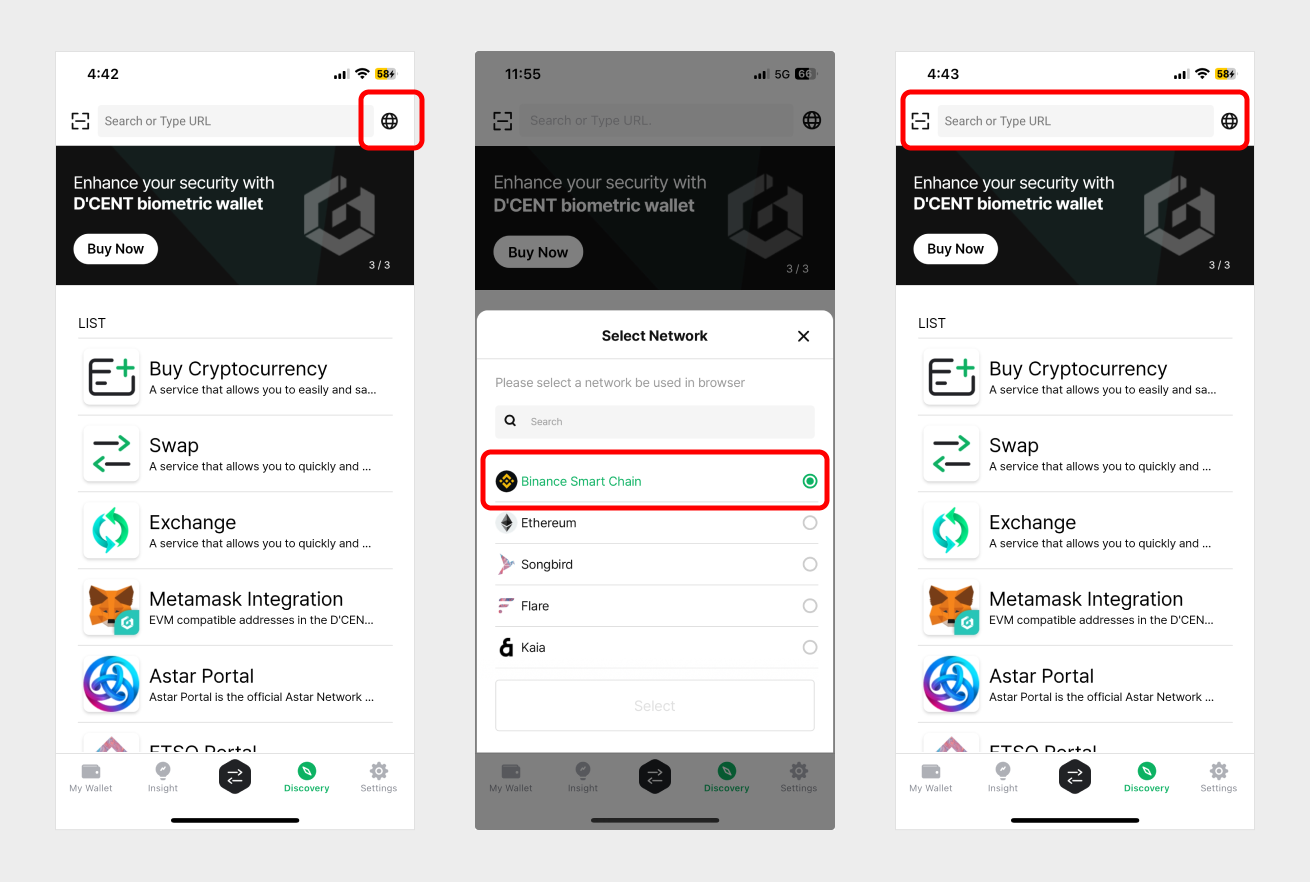 4:42
58
Search or Type URL
Enhance your security with
D'CENT biometric wallet
Buy Now
3 / 3
LIST
Buy Cryptocurrency
A service that allows you to easily and sa...
Swap
A service that allows you to quickly and ...
Exchange
A service that allows you to quickly and ...
Metamask Integration
EVM compatible addresses in the D'CEN...
Astar Portal
Astar Portal is the official Astar Network ...
My Wallet
Insight
Discovery
Settings
11:55
5G
66
Search or Type URL.
Enhance your security with
D'CENT biometric wallet
Buy Now
3 / 3
Select Network
Please select a network be used in browser
Search
Binance Smart Chain
Ethereum
Songbird
Flare
Kaia
Select
My Wallet
Insight
Discovery
Settings
4:43
58
Search or Type URL
Enhance your security with
D'CENT biometric wallet
Buy Now
3 / 3
LIST
Buy Cryptocurrency
A service that allows you to easily and sa...
Swap
A service that allows you to quickly and ...
Exchange
A service that allows you to quickly and ...
Metamask Integration
EVM compatible addresses in the D'CEN...
Astar Portal
Astar Portal is the official Astar Network ...
My Wallet
Insight
Discovery
Settings